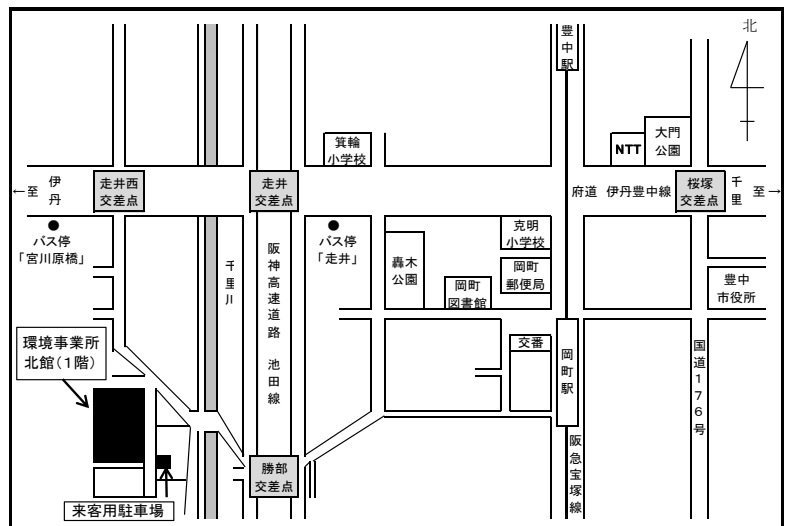 北
豊中駅
箕輪
小学校
NTT
大門
公園
←至
伊丹
走井西
交差点
走井
交差点
府道 伊丹豊中線
桜塚
交差点
千里
至→
バス停
「宮川原橋」
千里川
阪神高速道路 池田線
バス停
「走井」
轟木
公園
克明
小学校
岡町
郵便局
岡町
図書館
豊中
市役所
環境事業所
北館(1階)
交番
岡町駅
国道176号
勝部
交差点
阪急宝塚線
来客用駐車場